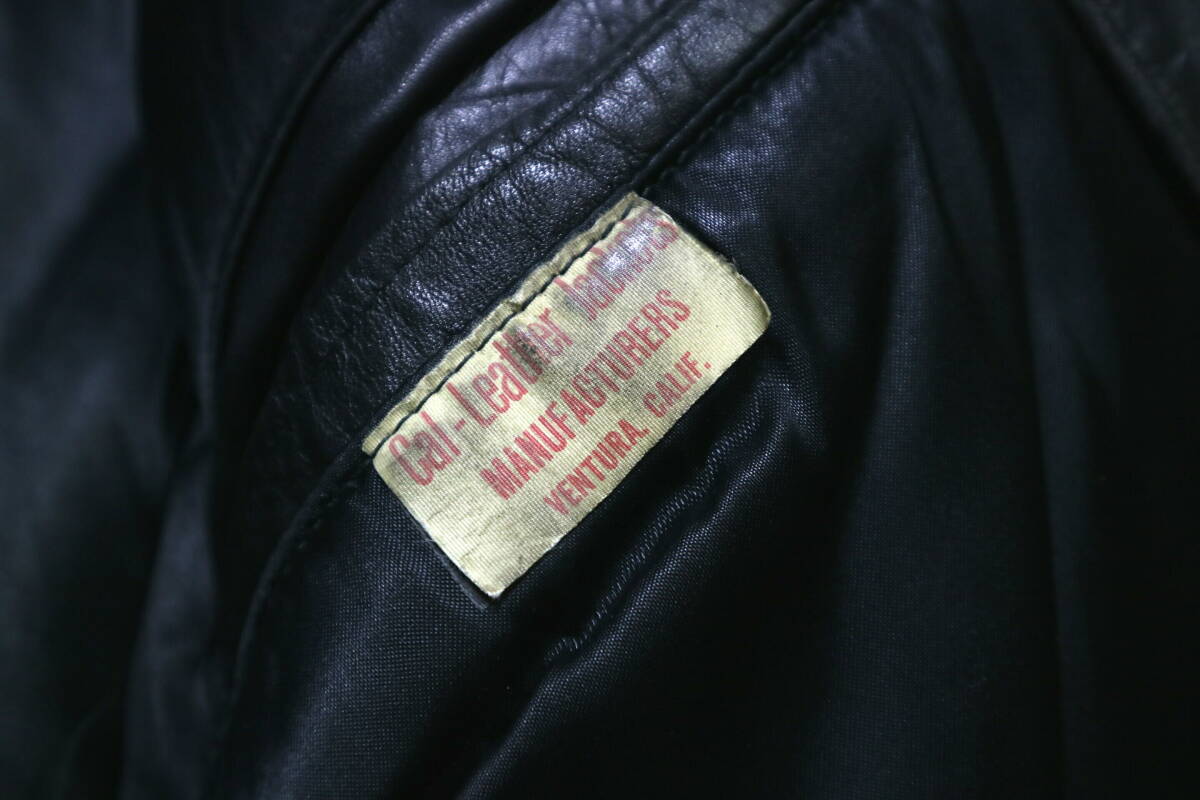 Cal-Leather Jackets
MANUFACTURERS
VENTURA, CALIF.